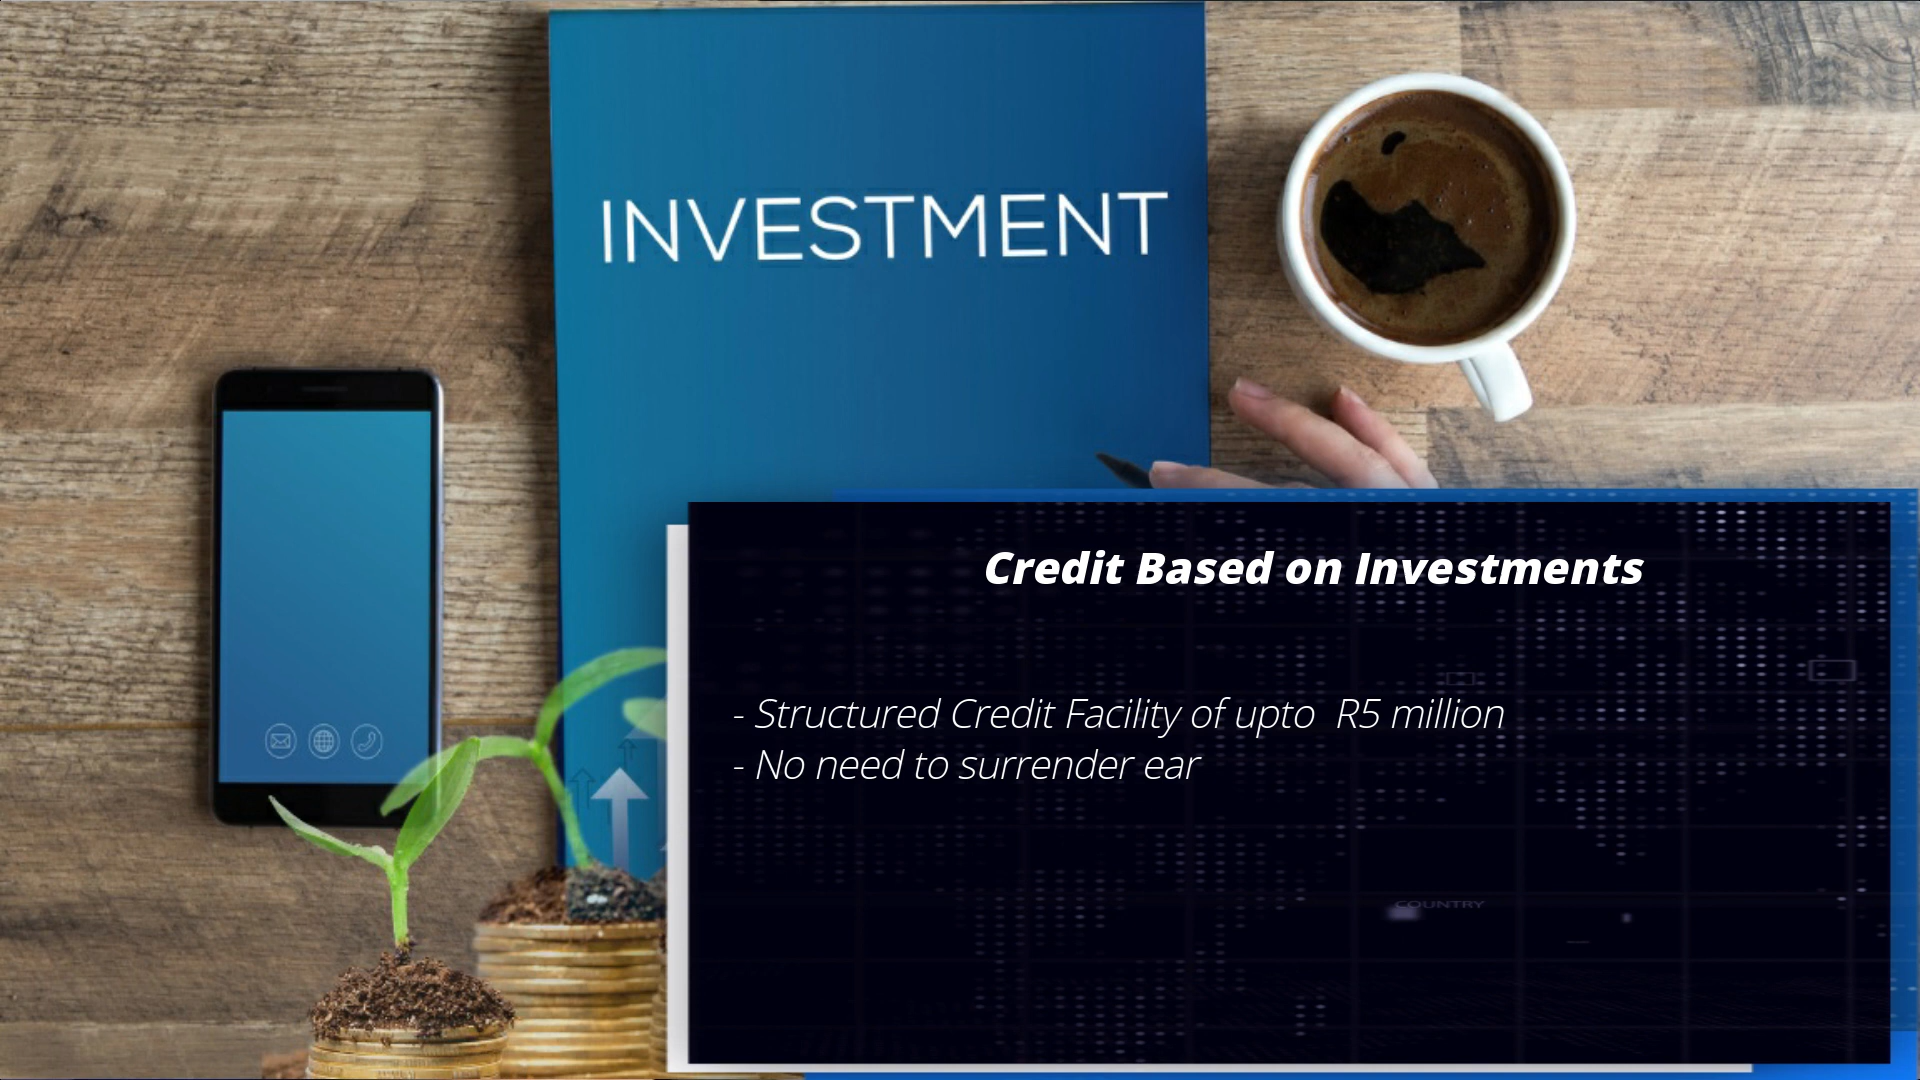 INVESTMENT
Credit Based on Investments
- Structured Credit Facility of upto R5 million
- No need to surrender ear
COUNTRY